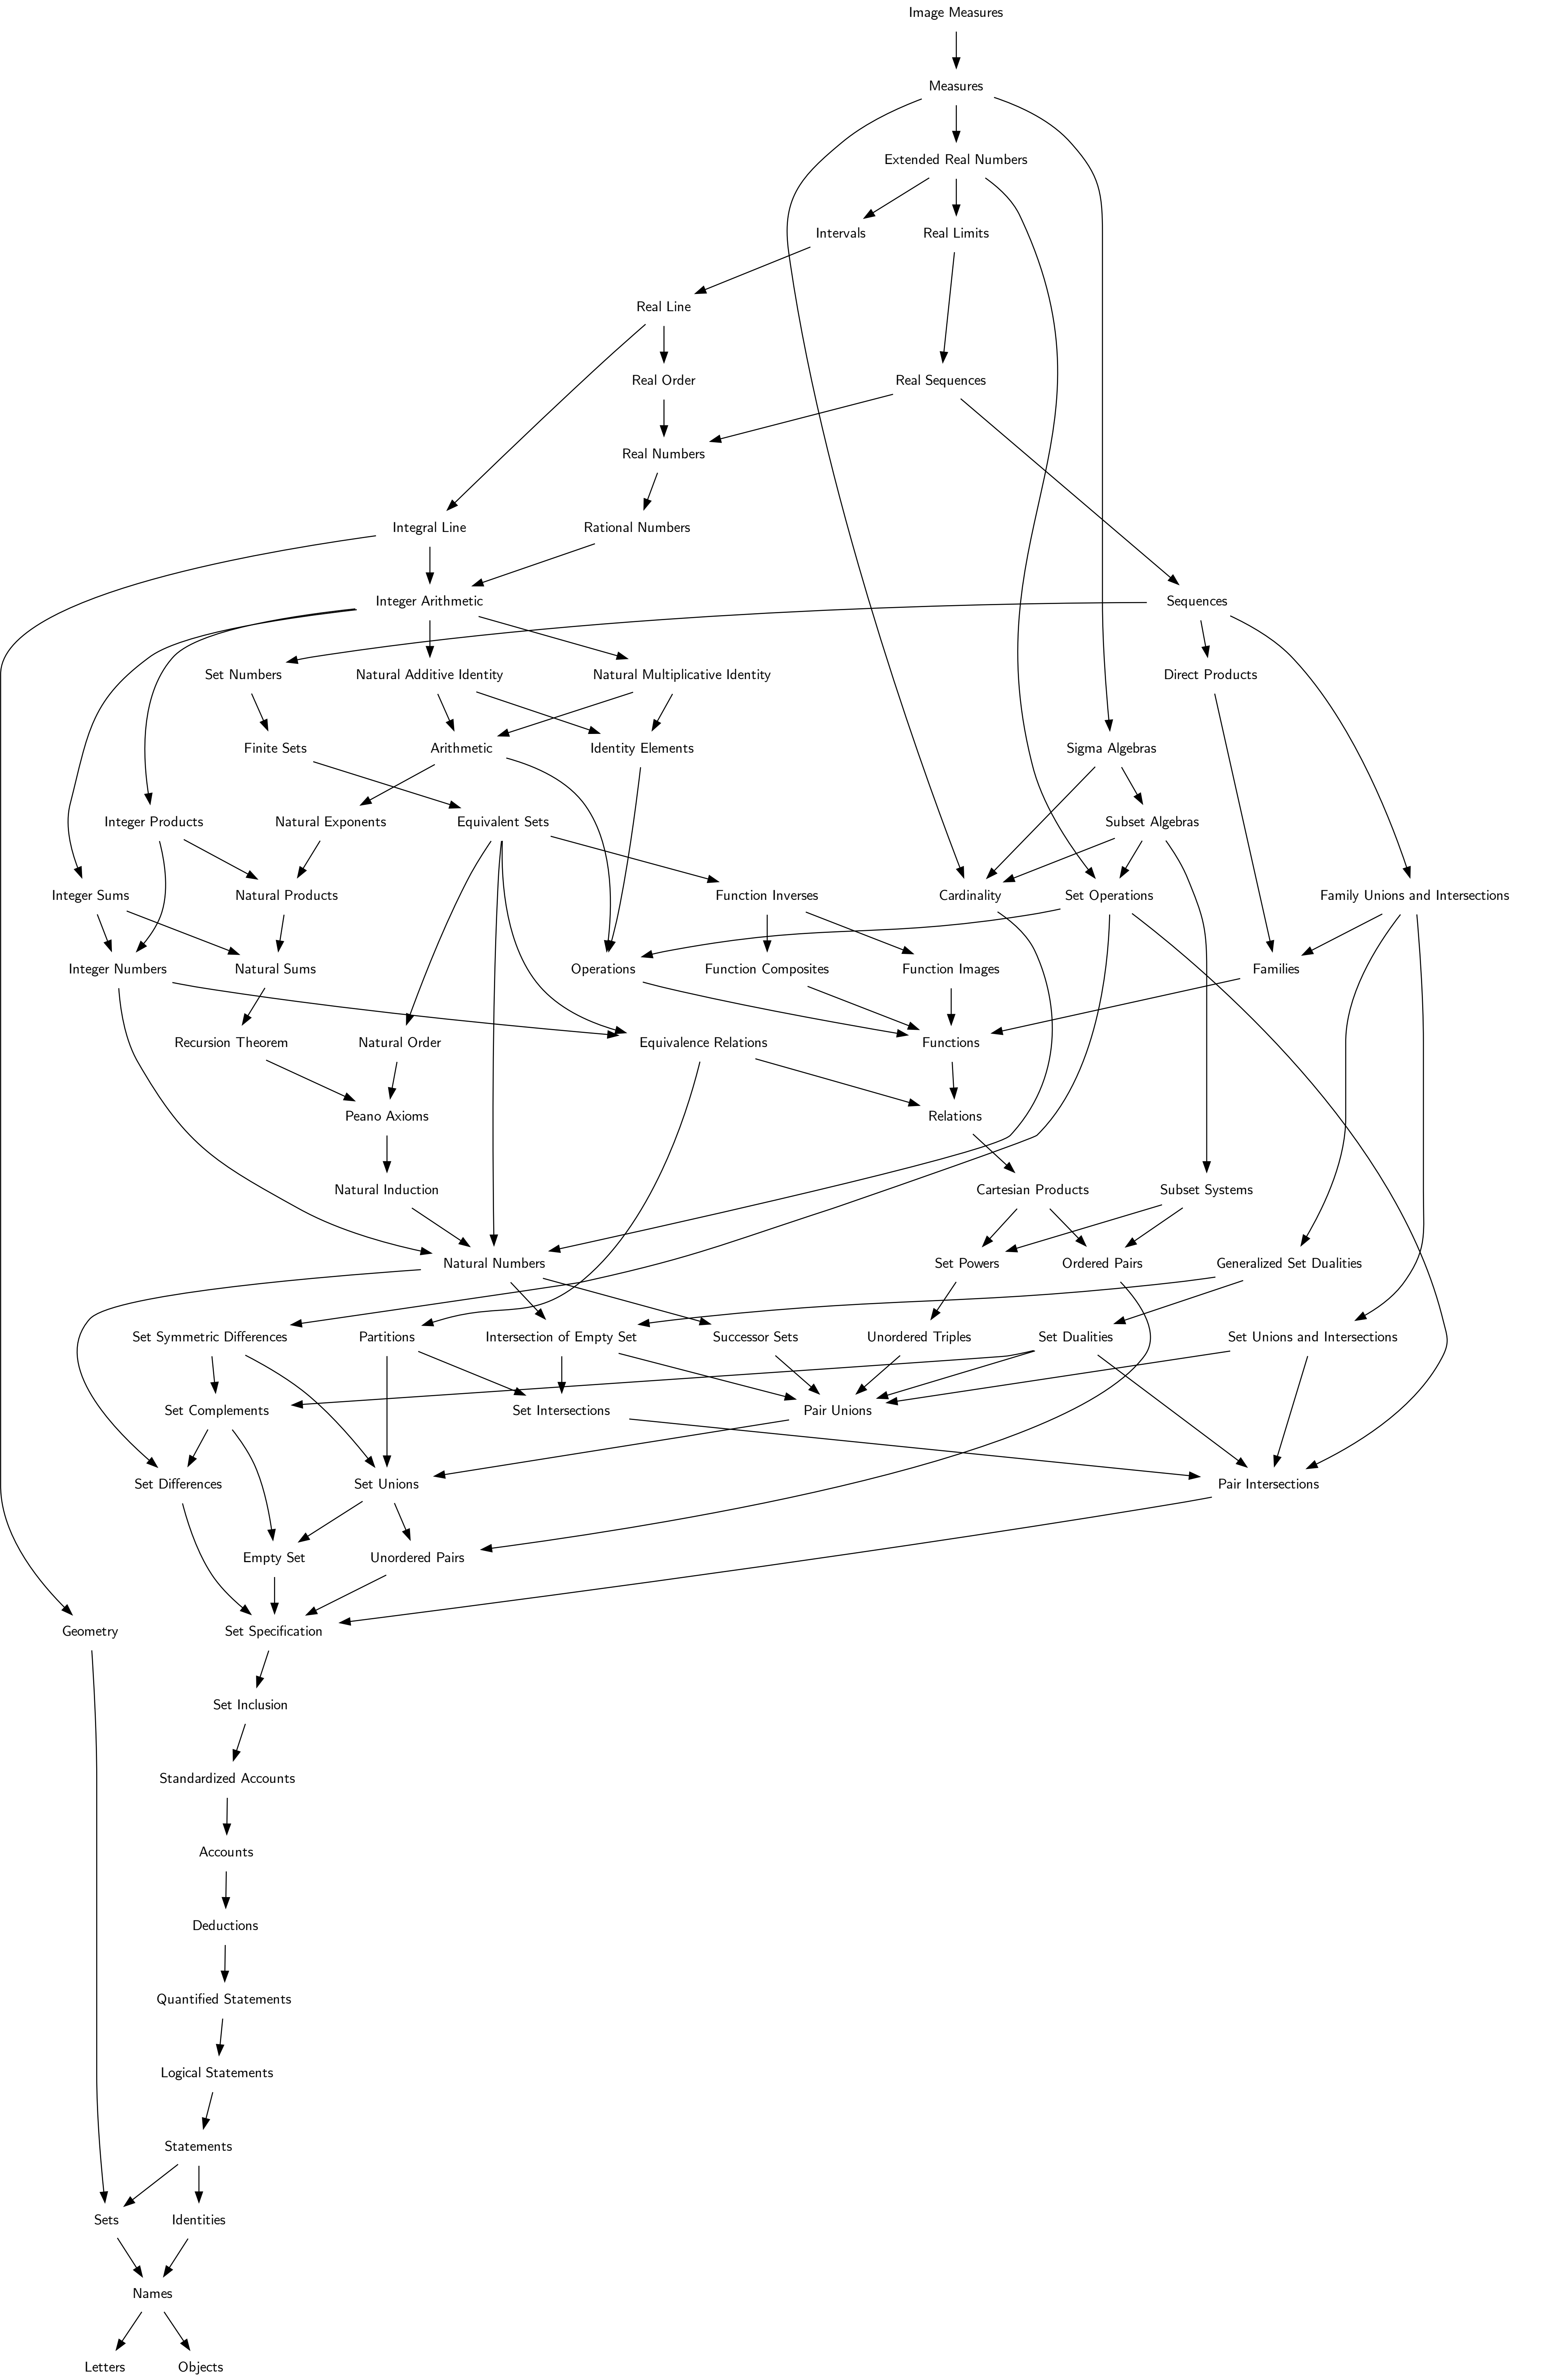 Image Measures
Measures
Extended Real Numbers
Intervals
Real Limits
Real Line
Real Order
Real Sequences
Real Numbers
Integral Line
Rational Numbers
Integer Arithmetic
Sequences
Set Numbers
Natural Additive Identity
Natural Multiplicative Identity
Direct Products
Finite Sets
Arithmetic
Identity Elements
Sigma Algebras
Integer Products
Natural Exponents
Equivalent Sets
Subset Algebras
Integer Sums
Natural Products
Function Inverses
Cardinality
Set Operations
Family Unions and Intersections
Integer Numbers
Natural Sums
Operations
Function Composites
Function Images
Families
Recursion Theorem
Natural Order
Equivalence Relations
Functions
Peano Axioms
Relations
Natural Induction
Cartesian Products
Subset Systems
Natural Numbers
Set Powers
Ordered Pairs
Generalized Set Dualities
Set Symmetric Differences
Partitions
Intersection of Empty Set
Successor Sets
Unordered Triples
Set Dualities
Set Unions and Intersections
Set Complements
Set Intersections
Pair Unions
Set Differences
Set Unions
Pair Intersections
Empty Set
Unordered Pairs
Geometry
Set Specification
Set Inclusion
Standardized Accounts
Accounts
Deductions
Quantified Statements
Logical Statements
Statements
Sets
Identities
Names
Letters
Objects